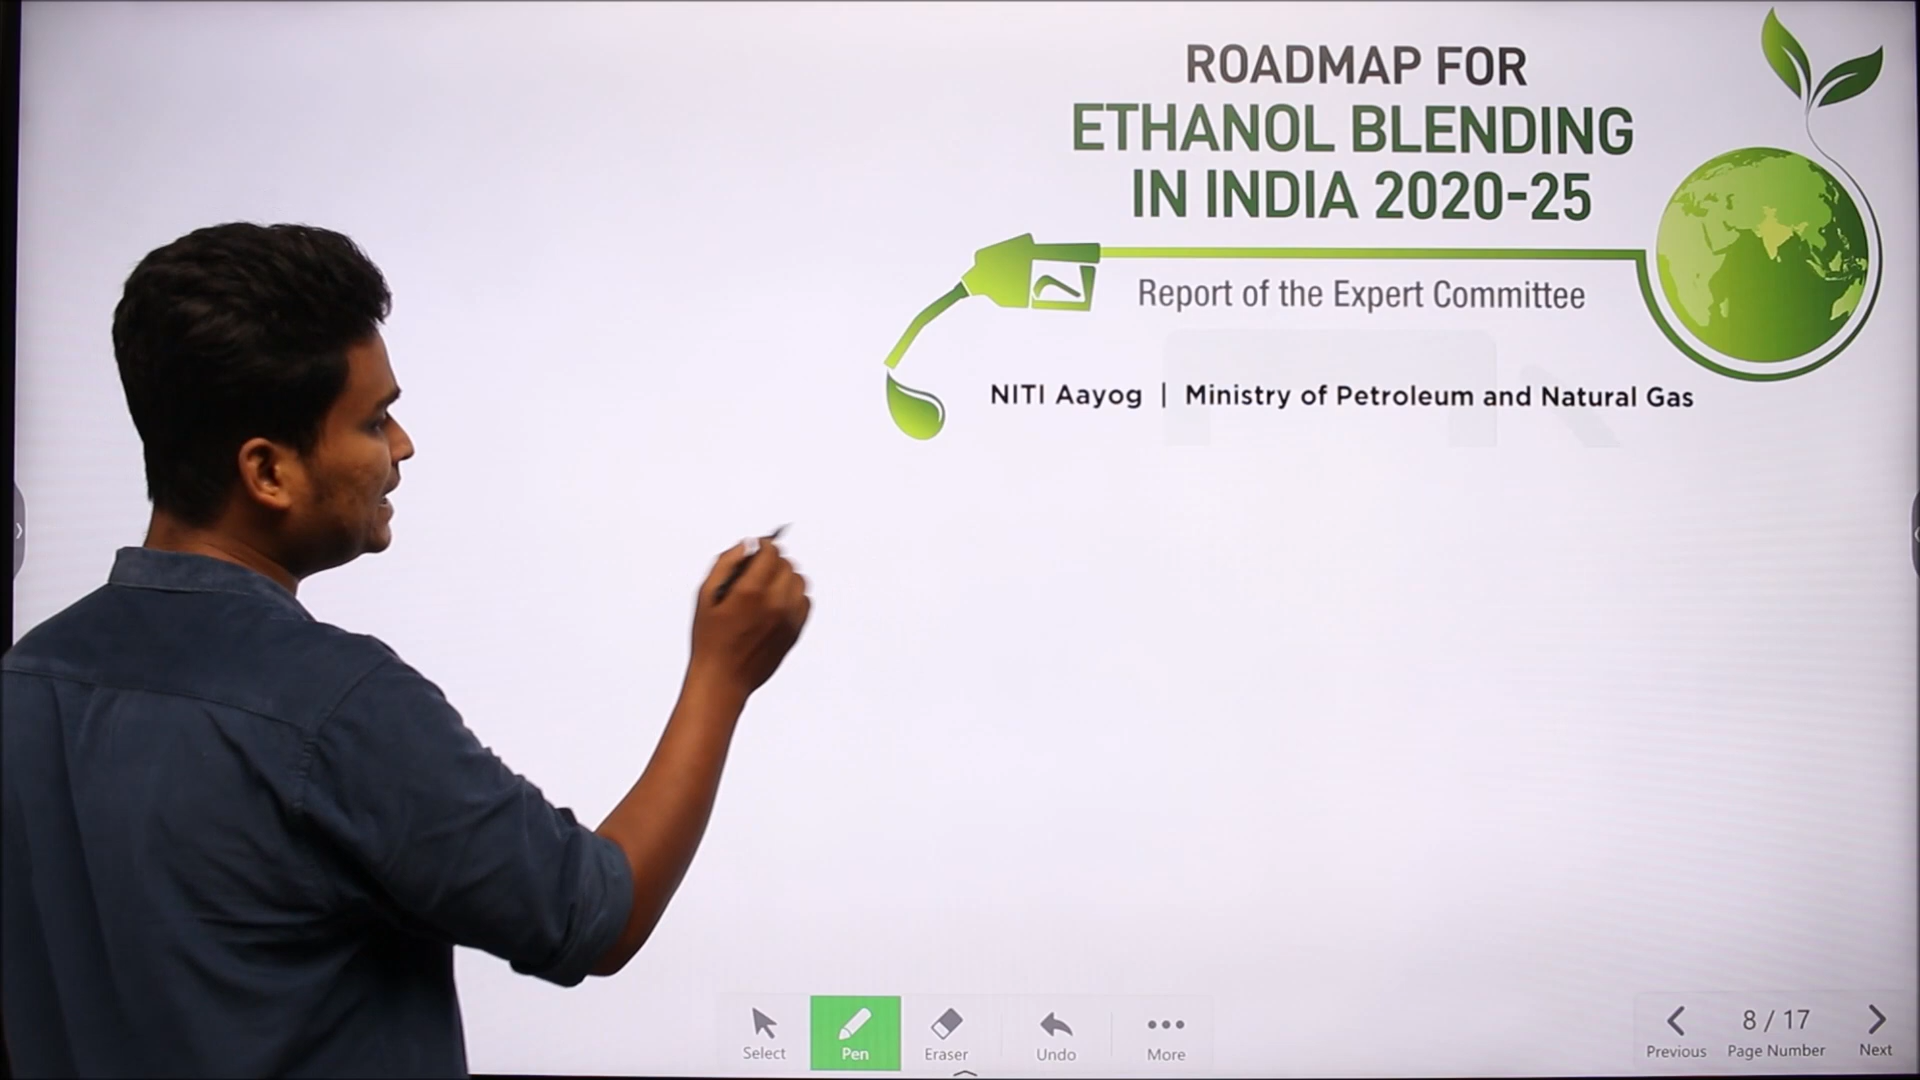 ROADMAP FOR
ETHANOL BLENDING
IN INDIA 2020-25
Report of the Expert Committee
NITI Aayog | Ministry of Petroleum and Natural Gas
Select
Pen
Eraser
Undo
More
Previous
8 / 17
Page Number
Next